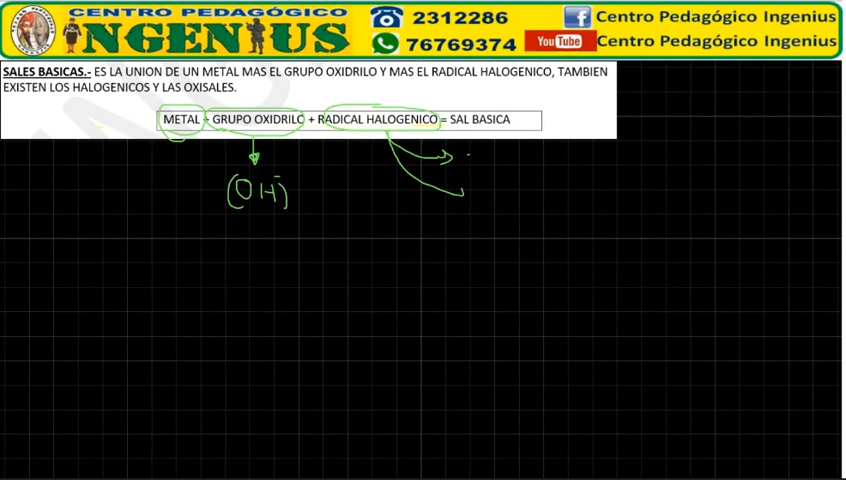 CENTRO PEDAGÓGICO
INGENIUS
2312286
76769374
Centro Pedagógico Ingenius
YouTube Centro Pedagógico Ingenius
SALES BASICAS.- ES LA UNION DE UN METAL MAS EL GRUPO OXIDRILO Y MAS EL RADICAL HALOGENICO, TAMBIEN
EXISTEN LOS HALOGENICOS Y LAS OXISALES.
METAL + GRUPO OXIDRILO + RADICAL HALOGENICO = SAL BASICA
(OH⁻)